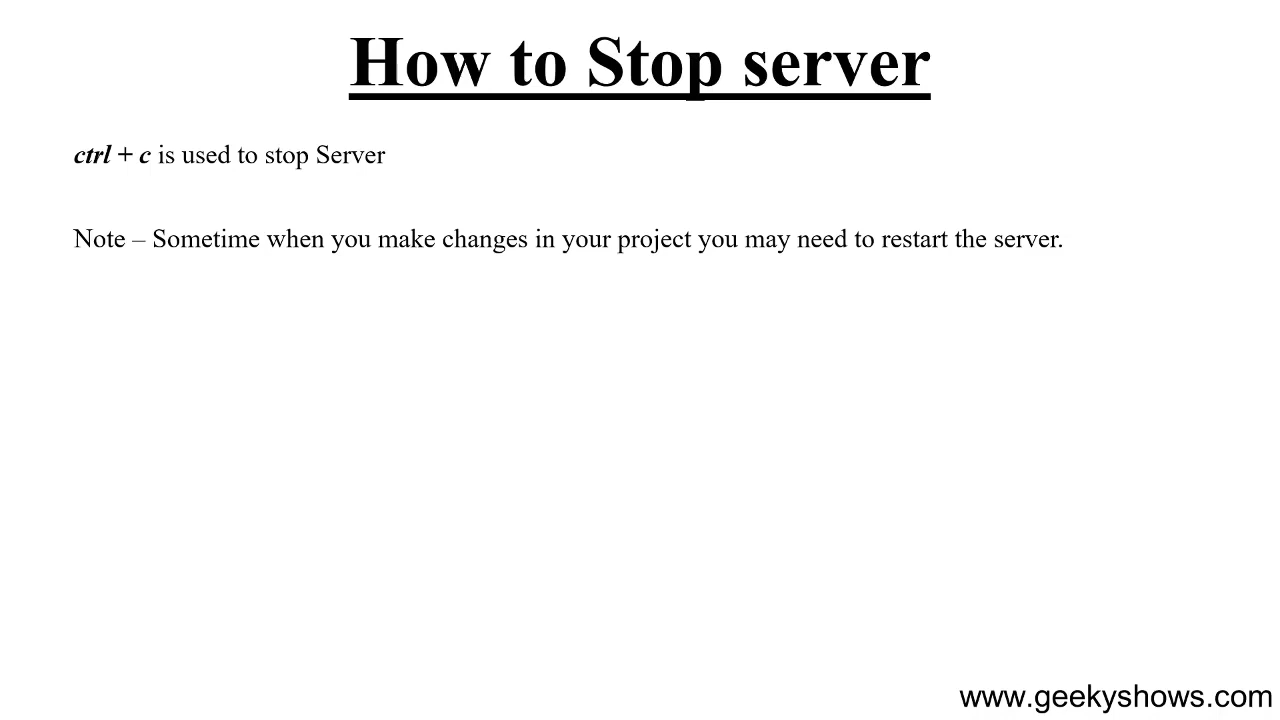 How to Stop server
ctrl + c is used to stop Server
Note – Sometime when you make changes in your project you may need to restart the server.
www.geekyshows.com